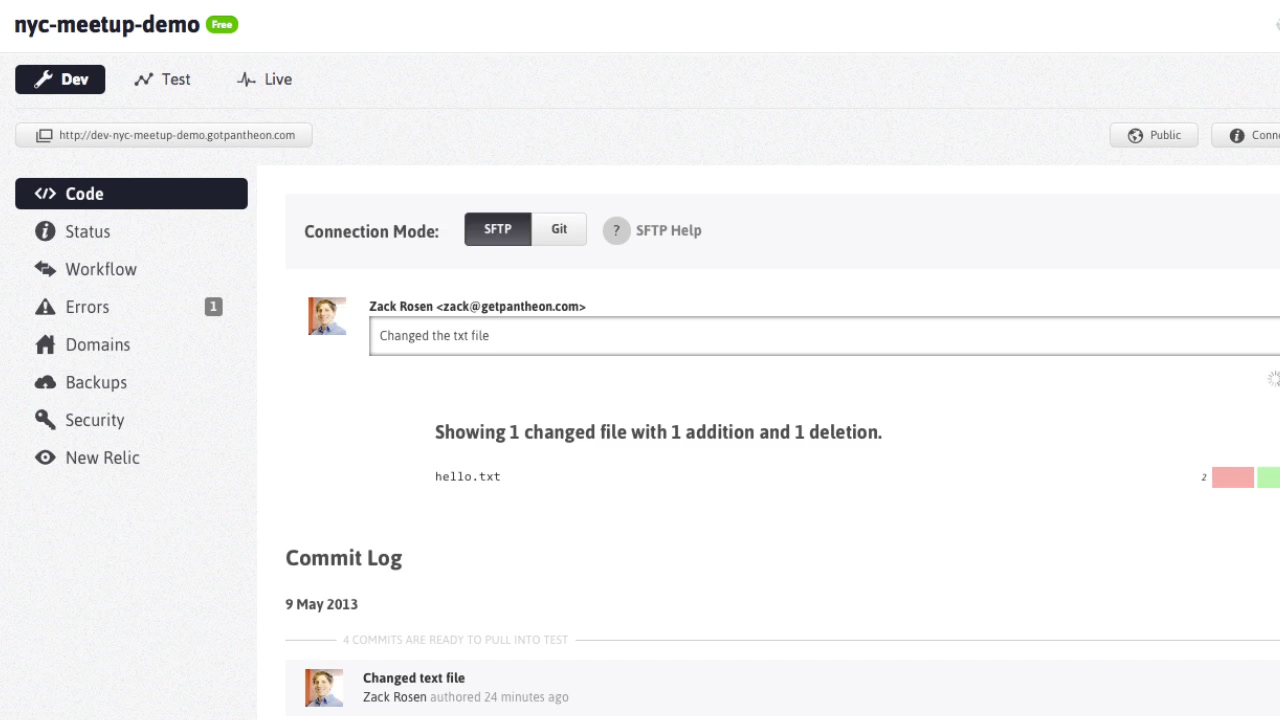 nyc-meetup-demo Free
Dev Test Live
http://dev-nyc-meetup-demo.gotpantheon.com Public Conne
Code
Status
Workflow
Errors 1
Domains
Backups
Security
New Relic
Connection Mode: SFTP Git ? SFTP Help
Zack Rosen <zack@getpantheon.com>
Changed the txt file
Showing 1 changed file with 1 addition and 1 deletion.
hello.txt 2
Commit Log
9 May 2013
4 COMMITS ARE READY TO PULL INTO TEST
Changed text file
Zack Rosen authored 24 minutes ago